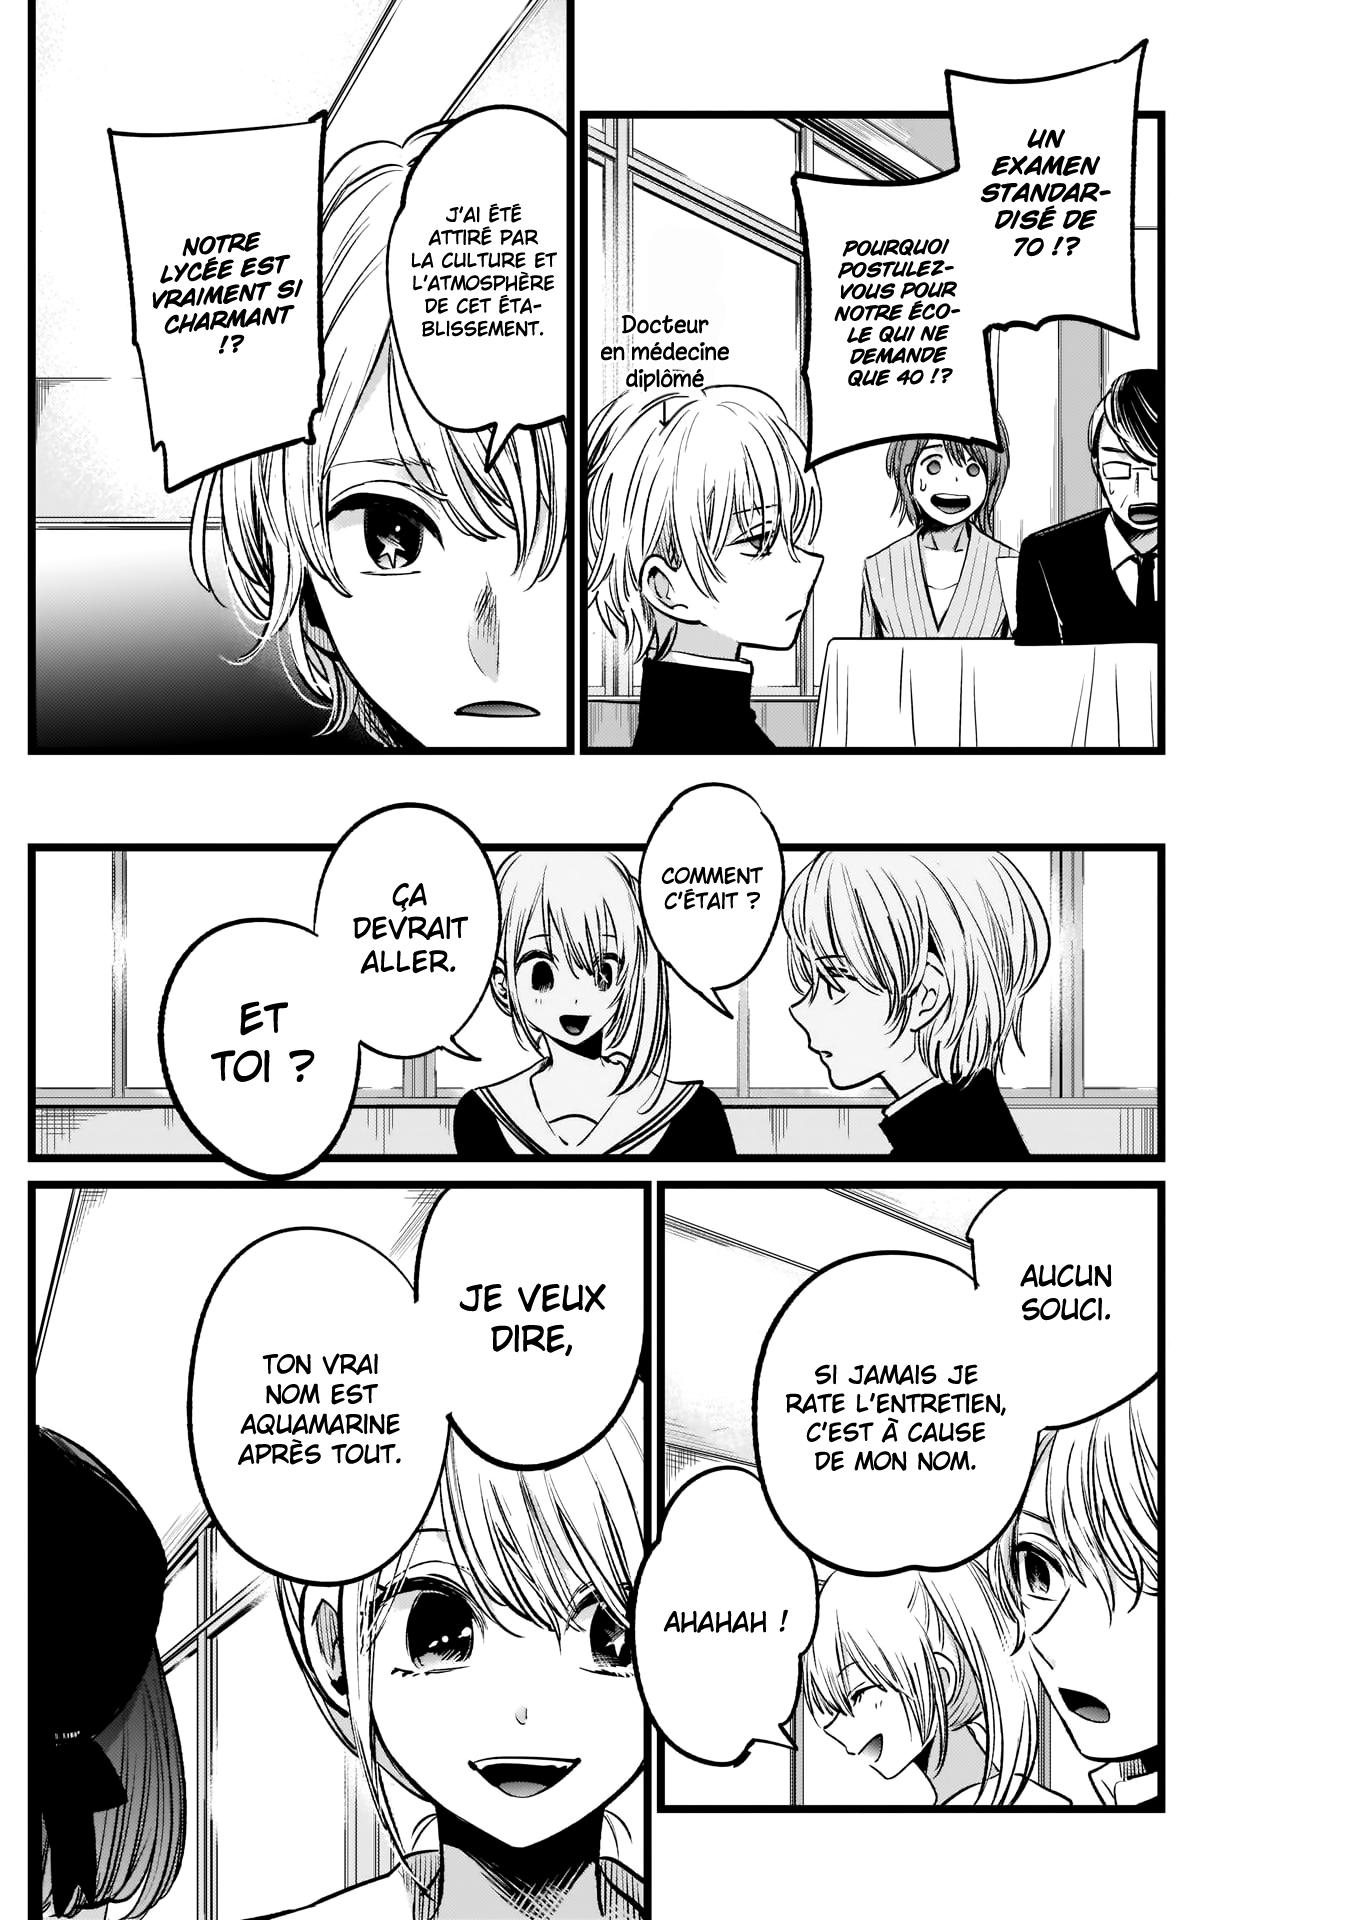 UN
EXAMEN
STANDAR-
DISÉ DE
70 !?
POURQUOI
POSTULEZ-
VOUS POUR
NOTRE ÉCO-
LE QUI NE
DEMANDE
QUE 40 !?
Docteur
en médecine
diplômé
J'AI ÉTÉ
ATTIRÉ PAR
LA CULTURE ET
L'ATMOSPHÈRE
DE CET ÉTA-
BLISSEMENT.
NOTRE
LYCÉE EST
VRAIMENT SI
CHARMANT
!?
COMMENT
C'ÉTAIT ?
ÇA
DEVRAIT
ALLER.
ET
TOI ?
AUCUN
SOUCI.
SI JAMAIS JE
RATE L'ENTRETIEN,
C'EST À CAUSE
DE MON NOM.
AHAHAH !
JE VEUX
DIRE,
TON VRAI
NOM EST
AQUAMARINE
APRÈS TOUT.